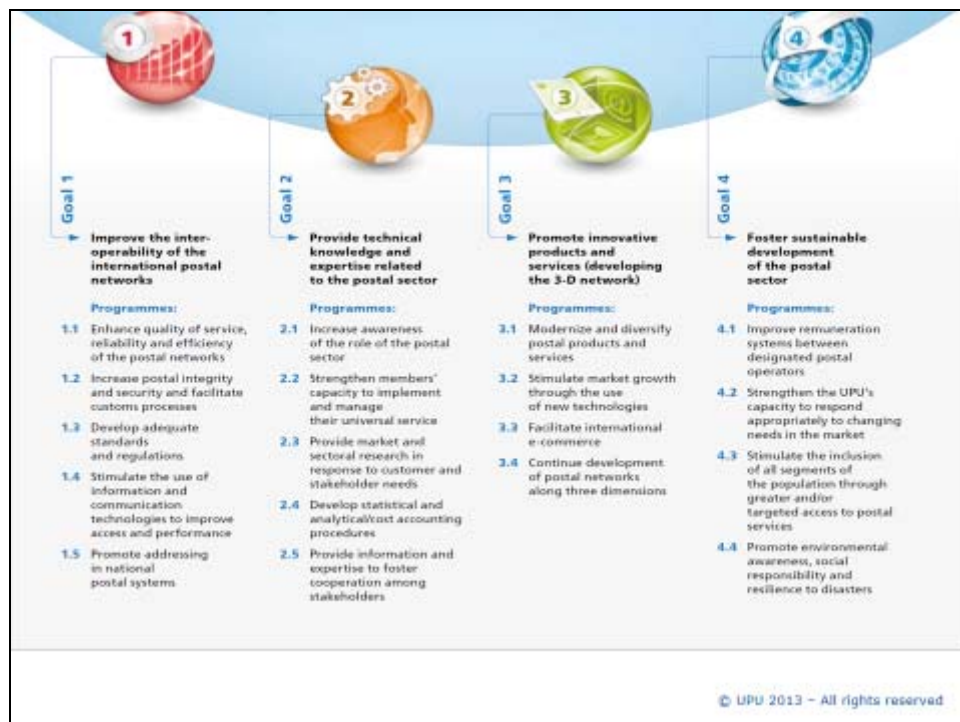 1
2
3
4
Goal 1
Improve the inter-
operability of the
international postal
networks
Programmes:
1.1 Enhance quality of service,
reliability and efficiency
of the postal networks
1.2 Increase postal integrity
and security and facilitate
customs processes
1.3 Develop adequate
standards
and regulations
1.4 Stimulate the use of
information and
communication
technologies to improve
access and performance
1.5 Promote addressing
in national
postal systems
Goal 2
Provide technical
knowledge and
expertise related
to the postal sector
Programmes:
2.1 Increase awareness
of the role of the postal
sector
2.2 Strengthen members'
capacity to implement
and manage
their universal service
2.3 Provide market and
sectoral research in
response to customer and
stakeholder needs
2.4 Develop statistical and
analytical/cost accounting
procedures
2.5 Provide information and
expertise to foster
cooperation among
stakeholders
Goal 3
Promote innovative
products and
services (developing
the 3-D network)
Programmes:
3.1 Modernize and diversify
postal products and
services
3.2 Stimulate market growth
through the use
of new technologies
3.3 Facilitate international
e-commerce
3.4 Continue development
of postal networks
along three dimensions
Goal 4
Foster sustainable
development
of the postal
sector
Programmes:
4.1 Improve remuneration
systems between
designated postal
operators
4.2 Strengthen the UPU's
capacity to respond
appropriately to changing
needs in the market
4.3 Stimulate the inclusion
of all segments of
the population through
greater and/or
targeted access to postal
services
4.4 Promote environmental
awareness, social
responsibility and
resilience to disasters
© UPU 2013 – All rights reserved